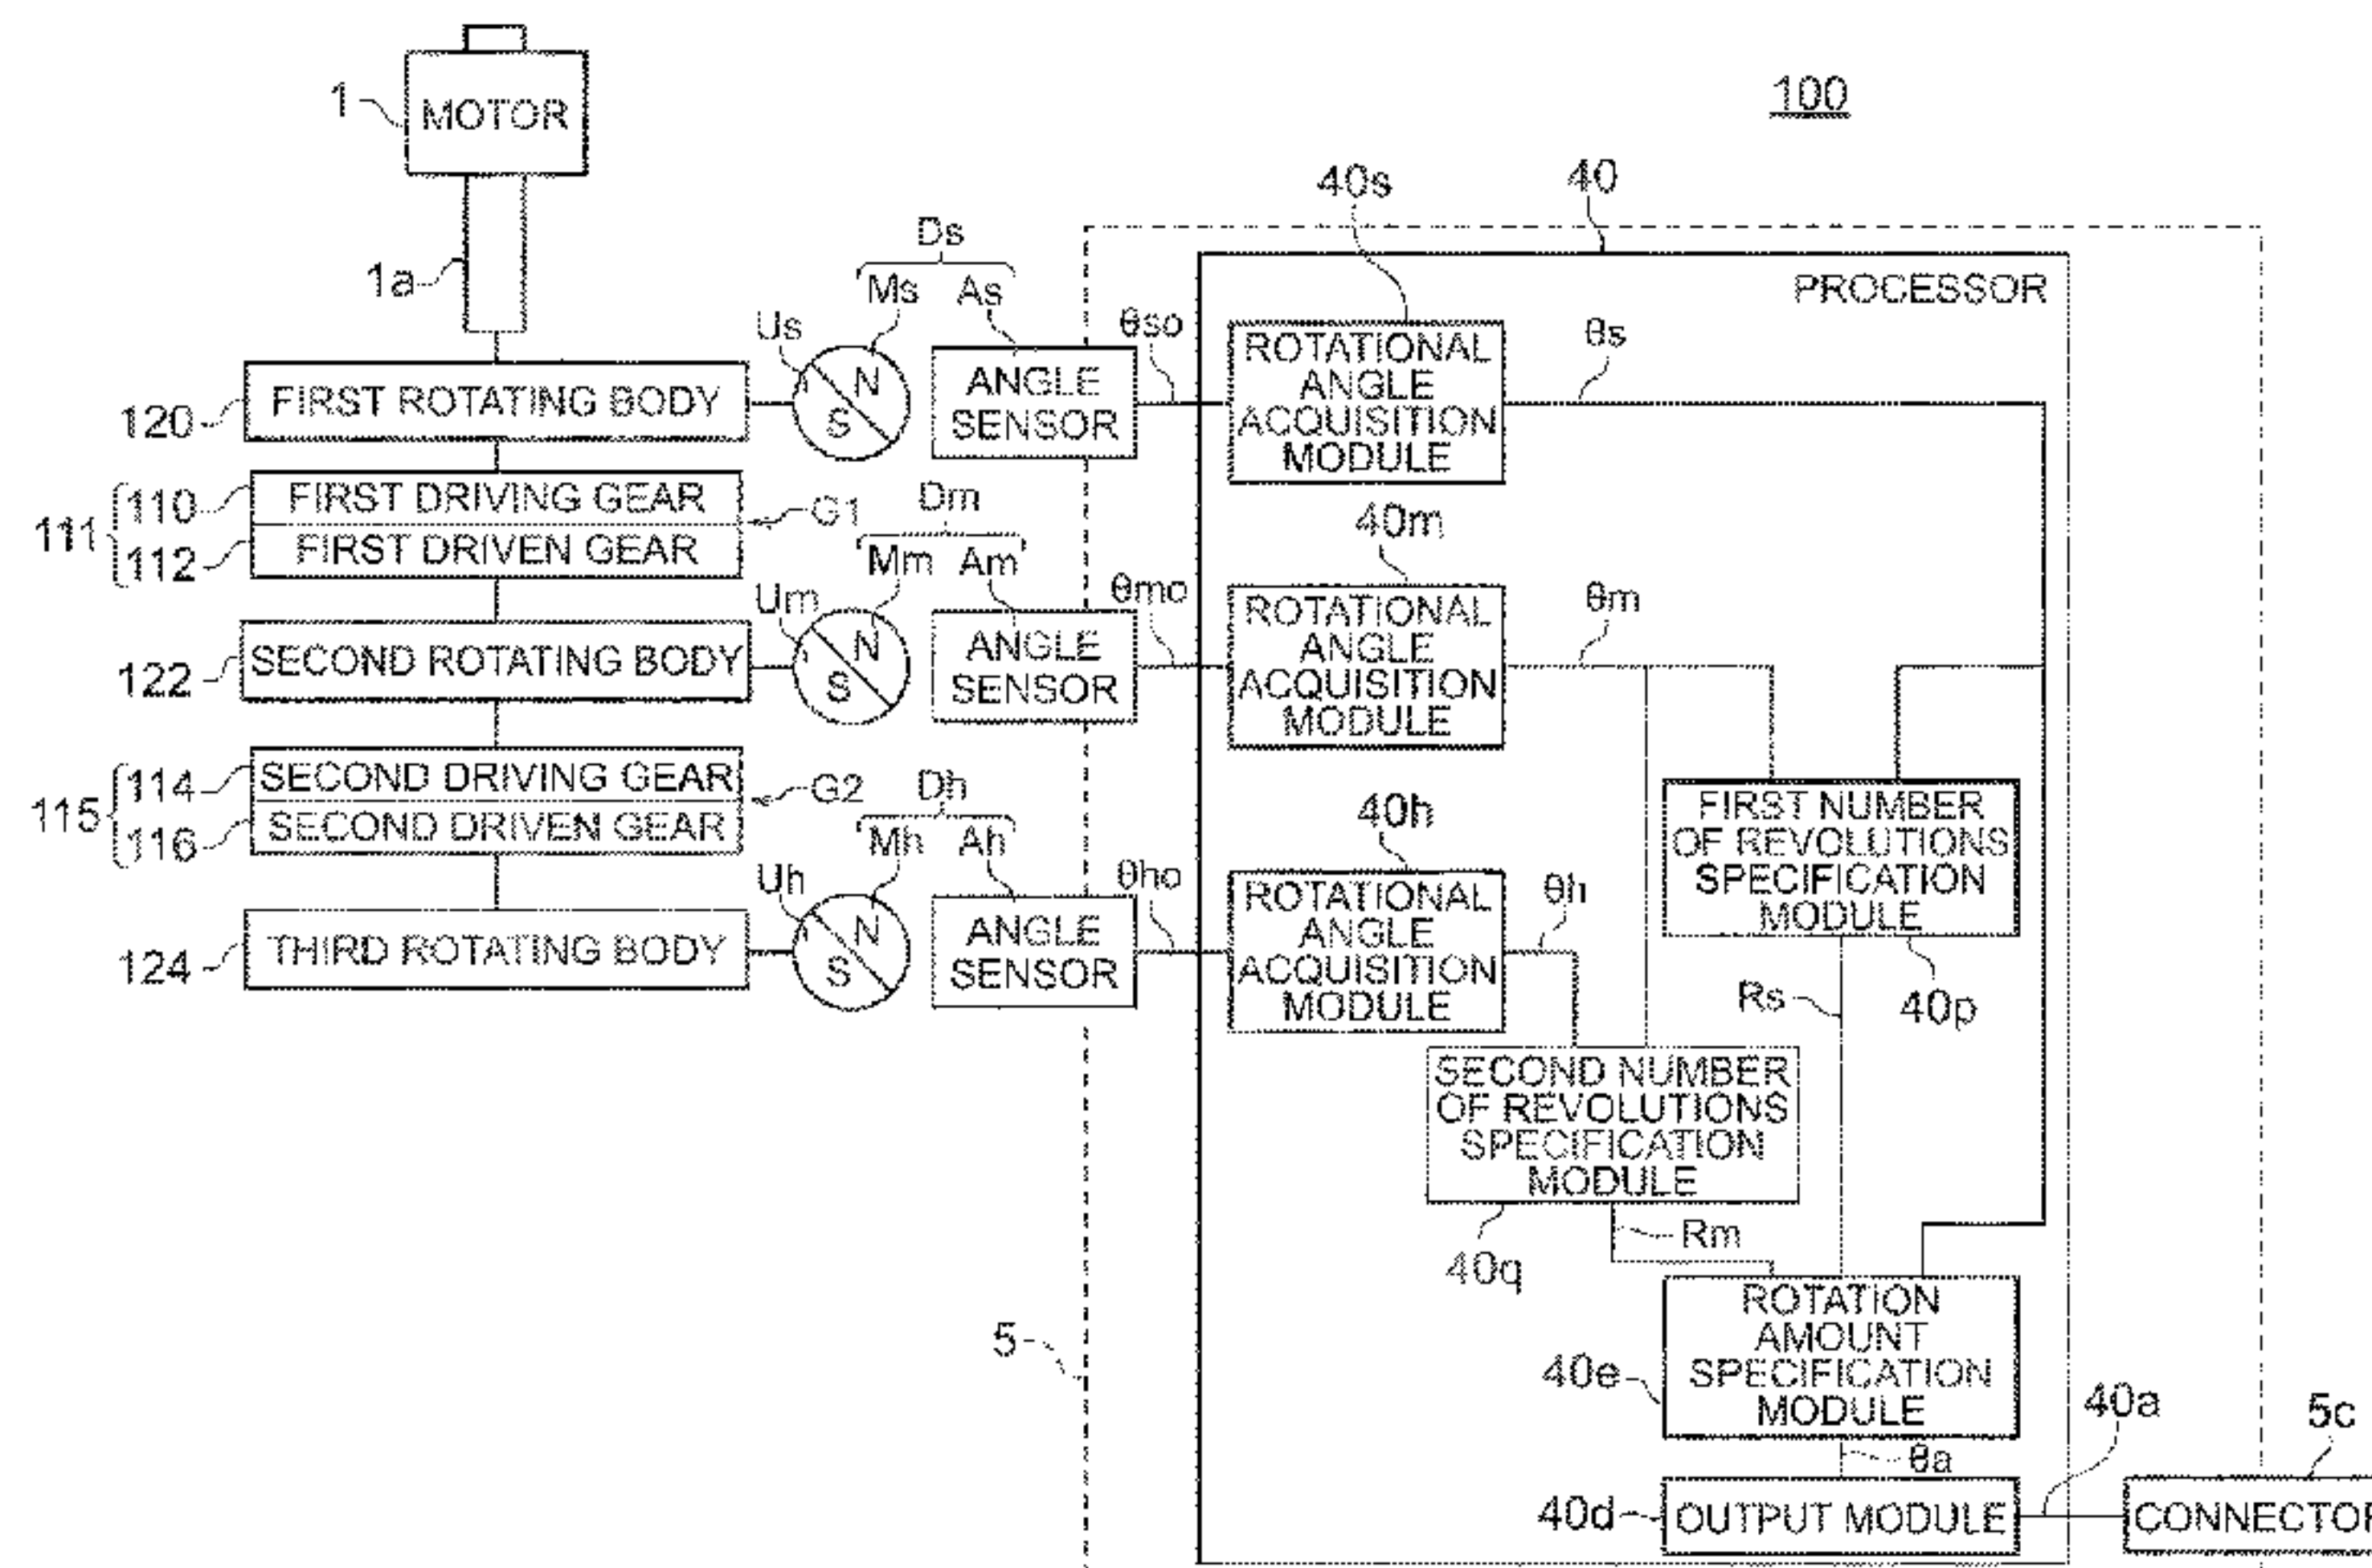 100
1
MOTOR
1a
Ds
Ms
As
Us
N
S
120
FIRST ROTATING BODY
ANGLE
SENSOR
θso
40s
40
PROCESSOR
ROTATIONAL
ANGLE
ACQUISITION
MODULE
θs
111
110
FIRST DRIVING GEAR
112
FIRST DRIVEN GEAR
G1
Dm
Mm
Am
Um
N
S
122
SECOND ROTATING BODY
ANGLE
SENSOR
θmo
40m
ROTATIONAL
ANGLE
ACQUISITION
MODULE
θm
115
114
SECOND DRIVING GEAR
116
SECOND DRIVEN GEAR
G2
Dh
Mh
Ah
Uh
N
S
124
THIRD ROTATING BODY
ANGLE
SENSOR
θho
40h
ROTATIONAL
ANGLE
ACQUISITION
MODULE
θh
FIRST NUMBER
OF REVOLUTIONS
SPECIFICATION
MODULE
Rs
40p
SECOND NUMBER
OF REVOLUTIONS
SPECIFICATION
MODULE
Rm
40q
5
ROTATION
AMOUNT
SPECIFICATION
MODULE
40e
θa
40a
5c
40d
OUTPUT MODULE
CONNECTOR